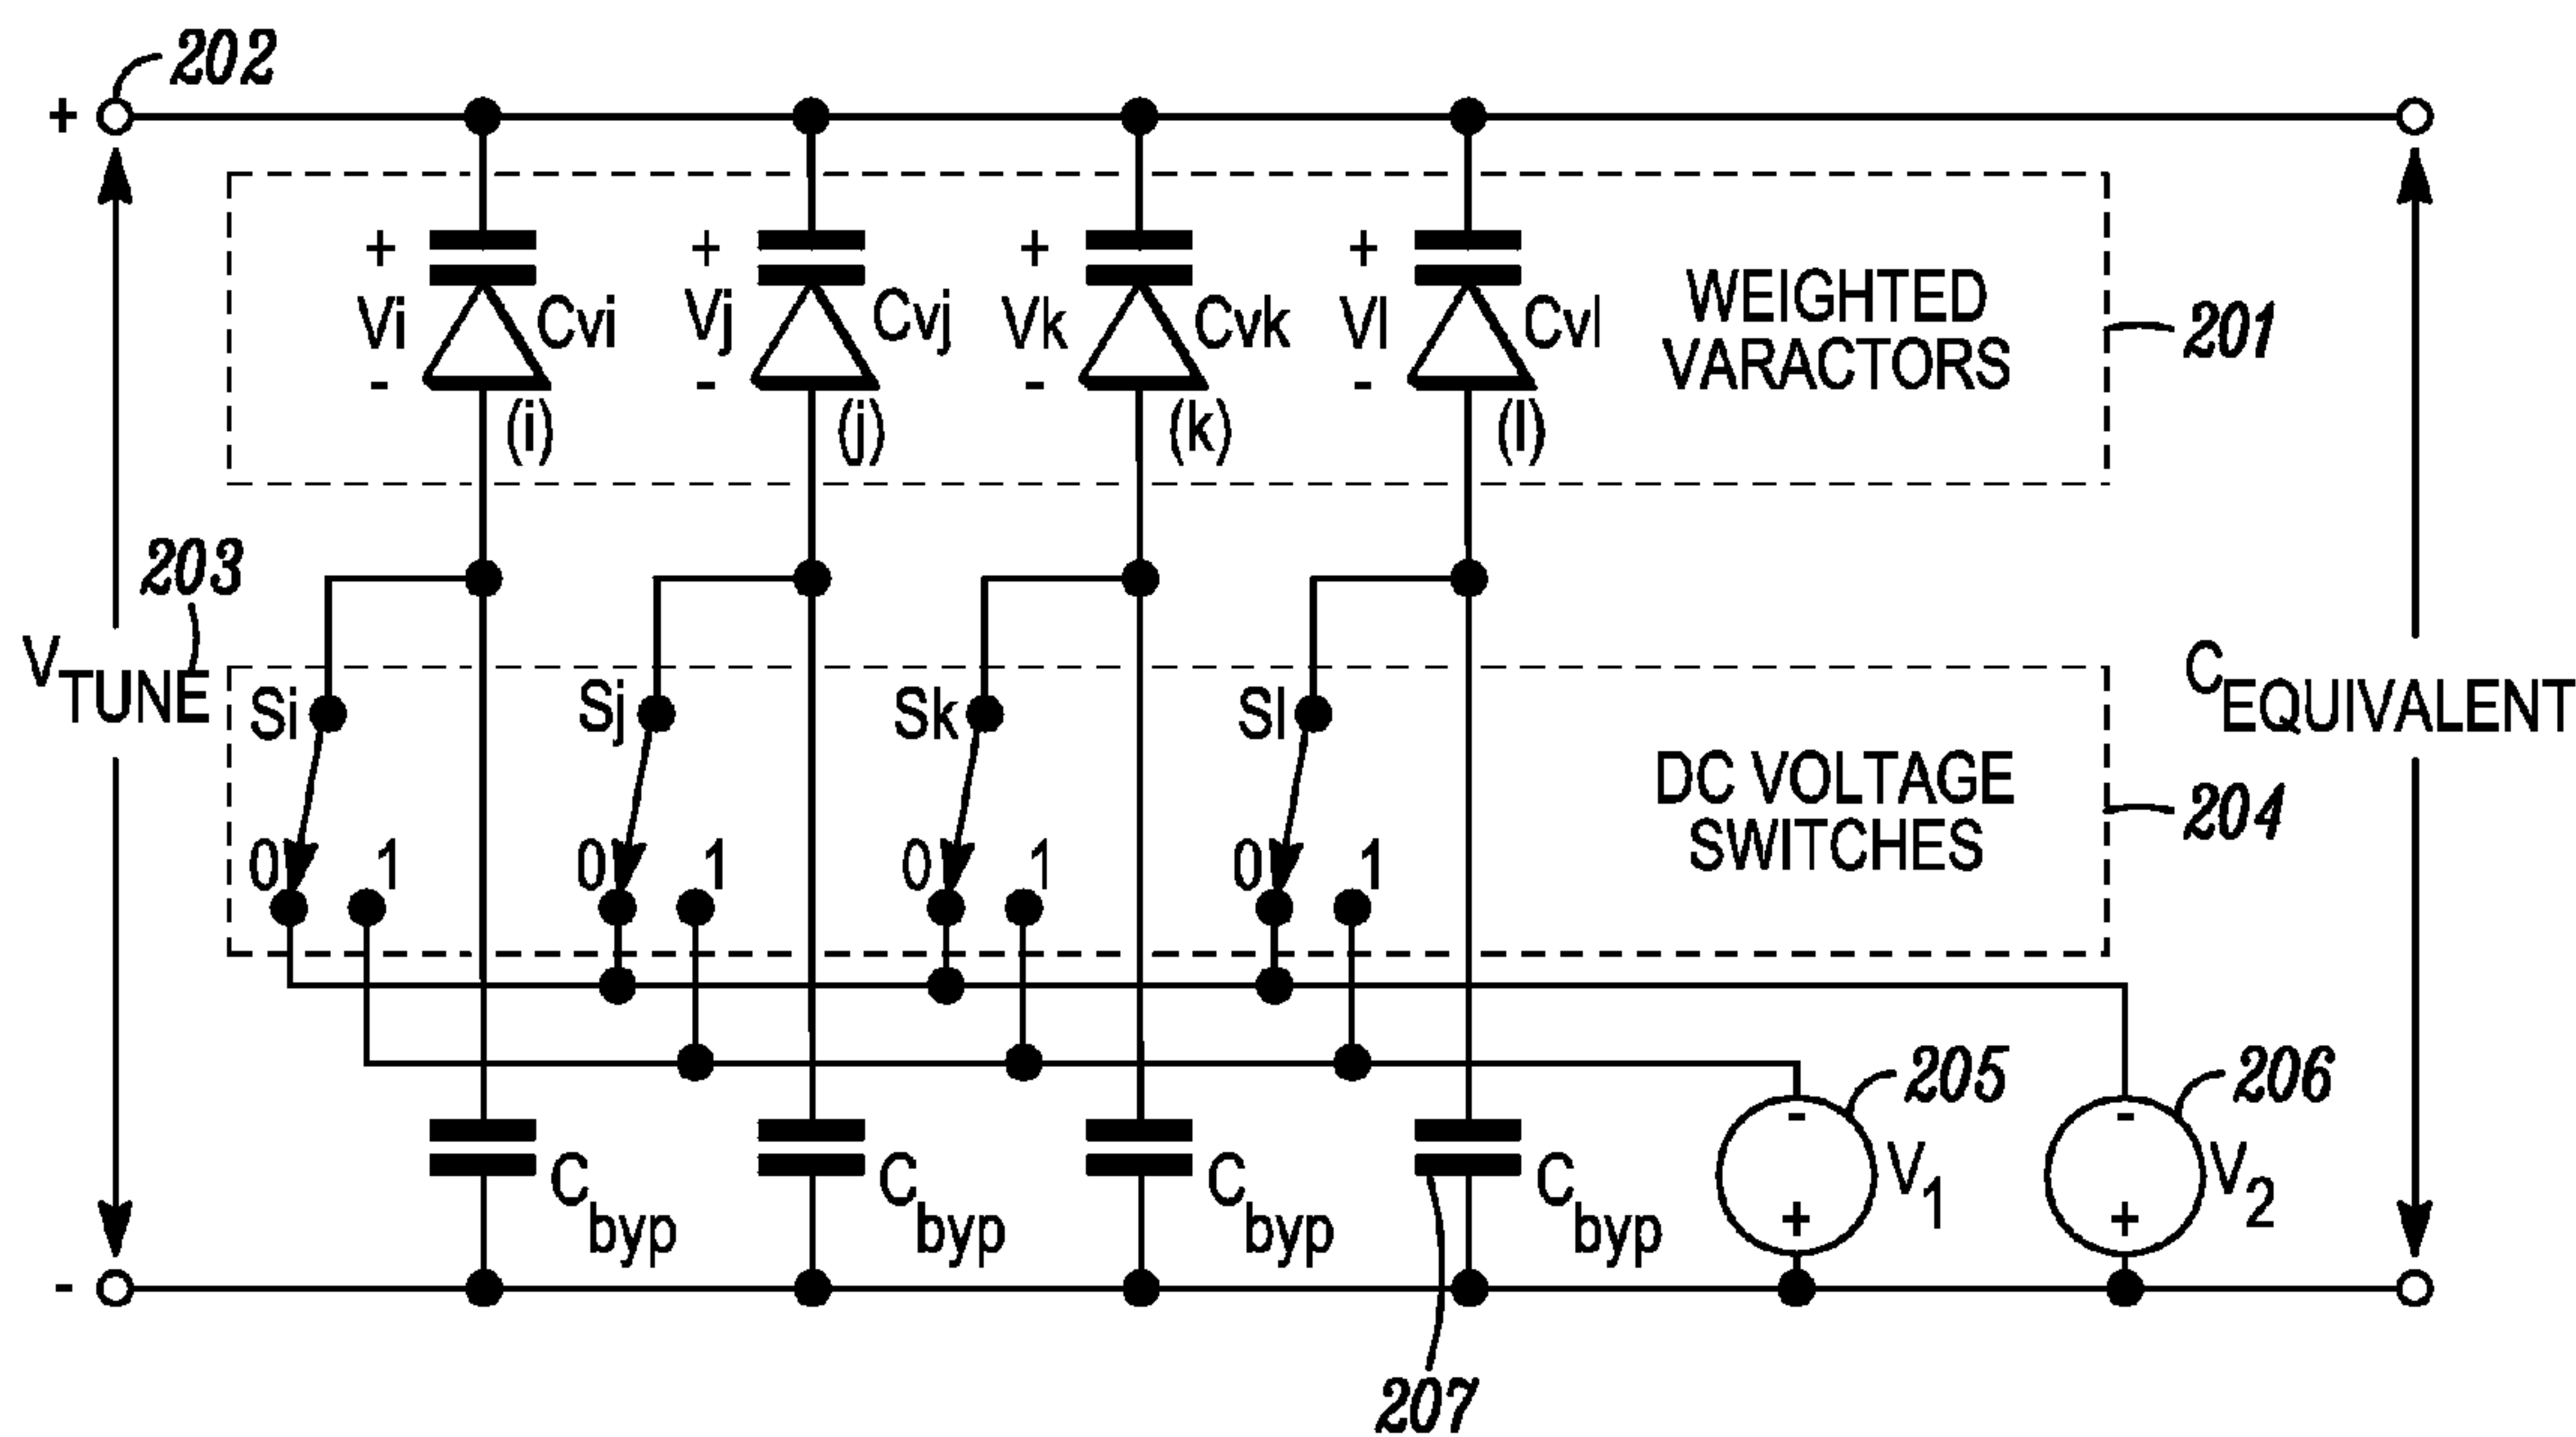 202
+
+ + + +
Vi Cvi Vj Cvj Vk Cvk Vl Cvl
WEIGHTED
VARACTORS
201
- - - -
(i) (j) (k) (l)
203
VTUNE
CEQUIVALENT
Si Sj Sk Sl
DC VOLTAGE
SWITCHES
204
0 1 0 1 0 1 0 1
205 206
- -
Cbyp Cbyp Cbyp Cbyp V1 V2
+ +
-
207